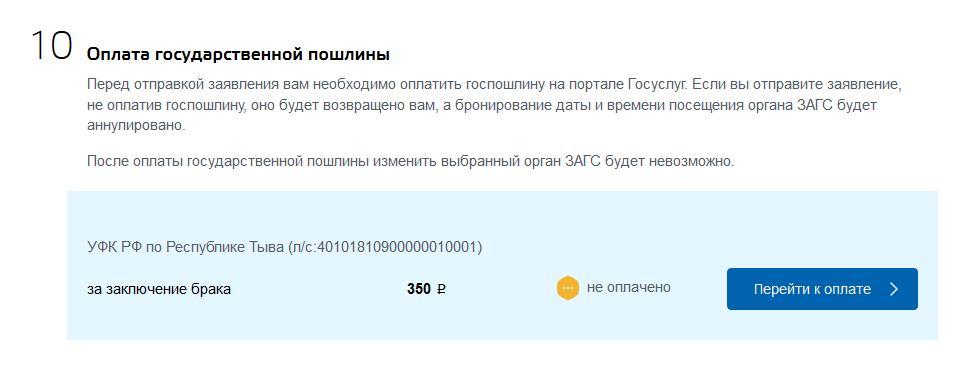 10
Оплата государственной пошлины
Перед отправкой заявления вам необходимо оплатить госпошлину на портале Госуслуг. Если вы отправите заявление,
не оплатив госпошлину, оно будет возвращено вам, а бронирование даты и времени посещения органа ЗАГС будет
аннулировано.
После оплаты государственной пошлины изменить выбранный орган ЗАГС будет невозможно.
УФК РФ по Республике Тыва (л/с:40101810900000010001)
за заключение брака 350 ₽ не оплачено Перейти к оплате